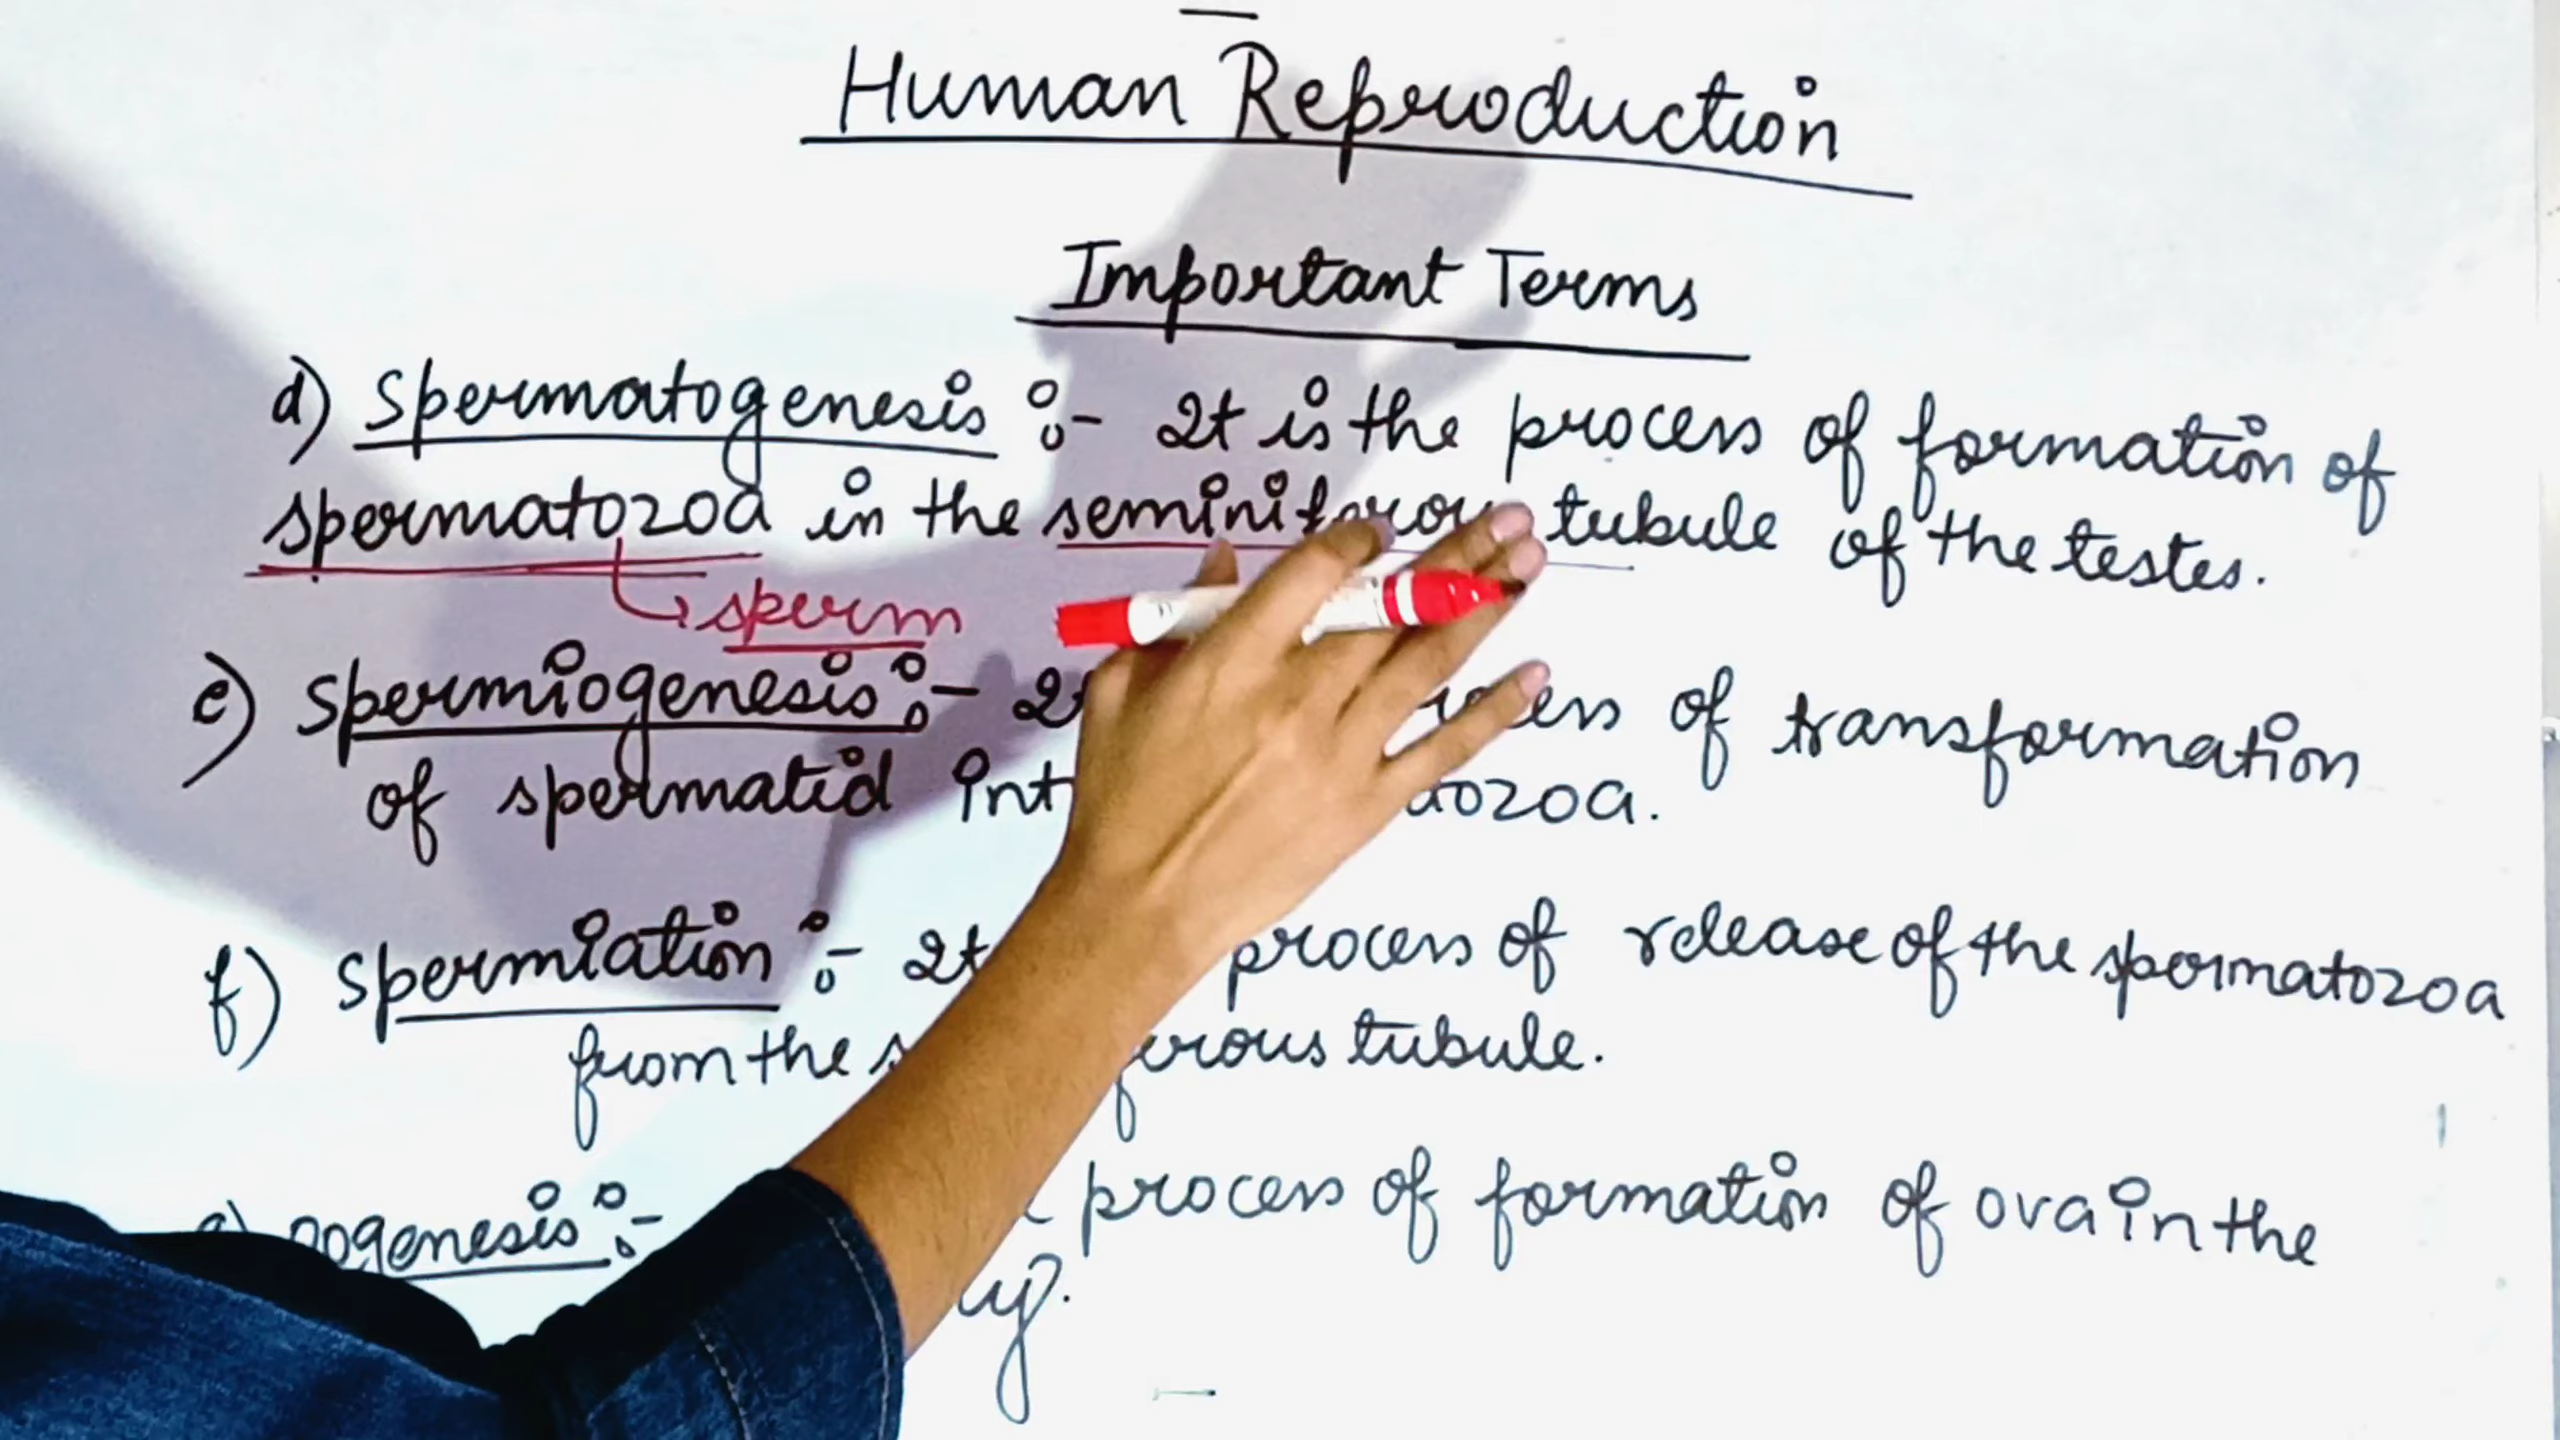 Human Reproduction
Important Terms
d) Spermatogenesis :- It is the process of formation of
spermatozoa in the seminiferous tubule of the testes.
sperm
e) Spermiogenesis :- of transformation
of spermatid
f) Spermiation :- It process of release of the spermatozoa
from the tubule.
oogenesis :- process of formation of ova in the